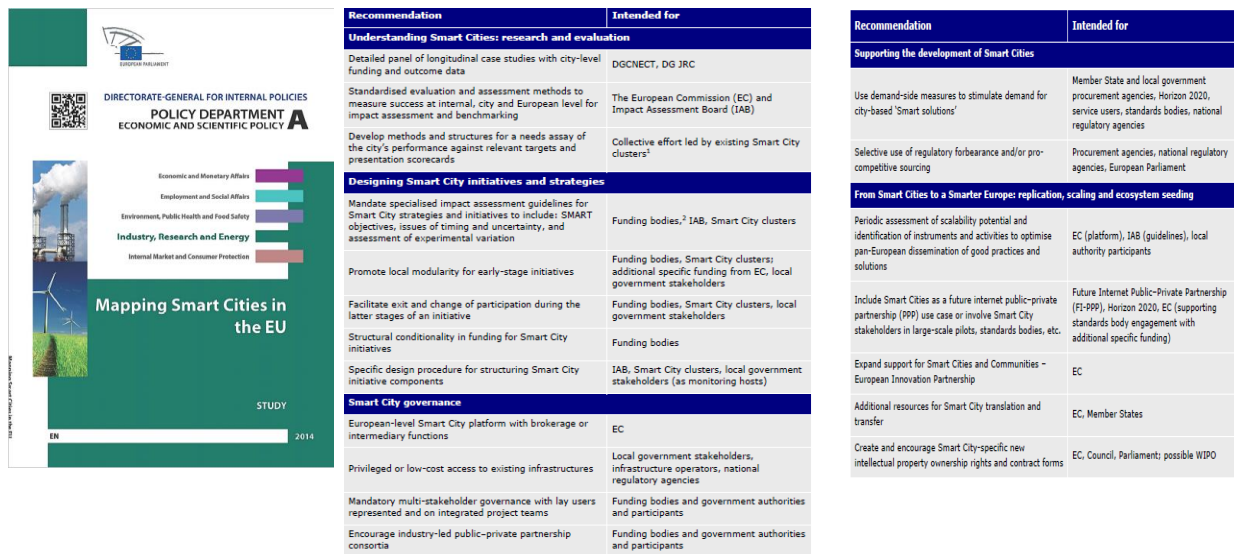 EUROPEAN PARLIAMENT
DIRECTORATE-GENERAL FOR INTERNAL POLICIES
POLICY DEPARTMENT A
ECONOMIC AND SCIENTIFIC POLICY
Economic and Monetary Affairs
Employment and Social Affairs
Environment, Public Health and Food Safety
Industry, Research and Energy
Internal Market and Consumer Protection
Mapping Smart Cities in
the EU
Mapping Smart Cities in the EU
STUDY
EN
2014
Recommendation
Intended for
Understanding Smart Cities: research and evaluation
Detailed panel of longitudinal case studies with city-level
funding and outcome data
DGCNECT, DG JRC
Standardised evaluation and assessment methods to
measure success at internal, city and European level for
impact assessment and benchmarking
The European Commission (EC) and
Impact Assessment Board (IAB)
Develop methods and structures for a needs assay of
the city's performance against relevant targets and
presentation scorecards
Collective effort led by existing Smart City
clusters¹
Designing Smart City initiatives and strategies
Mandate specialised impact assessment guidelines for
Smart City strategies and initiatives to include: SMART
objectives, issues of timing and uncertainty, and
assessment of experimental variation
Funding bodies,² IAB, Smart City clusters
Promote local modularity for early-stage initiatives
Funding bodies, Smart City clusters;
additional specific funding from EC, local
government stakeholders
Facilitate exit and change of participation during the
latter stages of an initiative
Funding bodies, Smart City clusters, local
government stakeholders
Structural conditionality in funding for Smart City
initiatives
Funding bodies
Specific design procedure for structuring Smart City
initiative components
IAB, Smart City clusters, local government
stakeholders (as monitoring hosts)
Smart City governance
European-level Smart City platform with brokerage or
intermediary functions
EC
Privileged or low-cost access to existing infrastructures
Local government stakeholders,
infrastructure operators, national
regulatory agencies
Mandatory multi-stakeholder governance with lay users
represented and on integrated project teams
Funding bodies and government authorities
and participants
Encourage industry-led public–private partnership
consortia
Funding bodies and government authorities
and participants
Recommendation
Intended for
Supporting the development of Smart Cities
Use demand-side measures to stimulate demand for
city-based 'Smart solutions'
Member State and local government
procurement agencies, Horizon 2020,
service users, standards bodies, national
regulatory agencies
Selective use of regulatory forbearance and/or pro-
competitive sourcing
Procurement agencies, national regulatory
agencies, European Parliament
From Smart Cities to a Smarter Europe: replication, scaling and ecosystem seeding
Periodic assessment of scalability potential and
identification of instruments and activities to optimise
pan-European dissemination of good practices and
solutions
EC (platform), IAB (guidelines), local
authority participants
Include Smart Cities as a future internet public–private
partnership (PPP) use case or involve Smart City
stakeholders in large-scale pilots, standards bodies, etc.
Future Internet Public–Private Partnership
(FI-PPP), Horizon 2020, EC (supporting
standards body engagement with
additional specific funding)
Expand support for Smart Cities and Communities –
European Innovation Partnership
EC
Additional resources for Smart City translation and
transfer
EC, Member States
Create and encourage Smart City-specific new
intellectual property ownership rights and contract forms
EC, Council, Parliament; possible WIPO